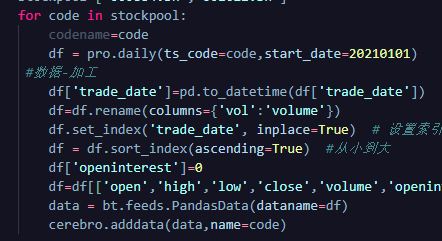 for code in stockpool:
codename=code
df = pro.daily(ts_code=code,start_date=20210101)
#数据-加工
df['trade_date']=pd.to_datetime(df['trade_date'])
df=df.rename(columns={'vol':'volume'})
df.set_index('trade_date', inplace=True)  # 设置索引
df = df.sort_index(ascending=True)  #从小到大
df['openinterest']=0
df=df[['open','high','low','close','volume','openin
data = bt.feeds.PandasData(dataname=df)
cerebro.adddata(data,name=code)